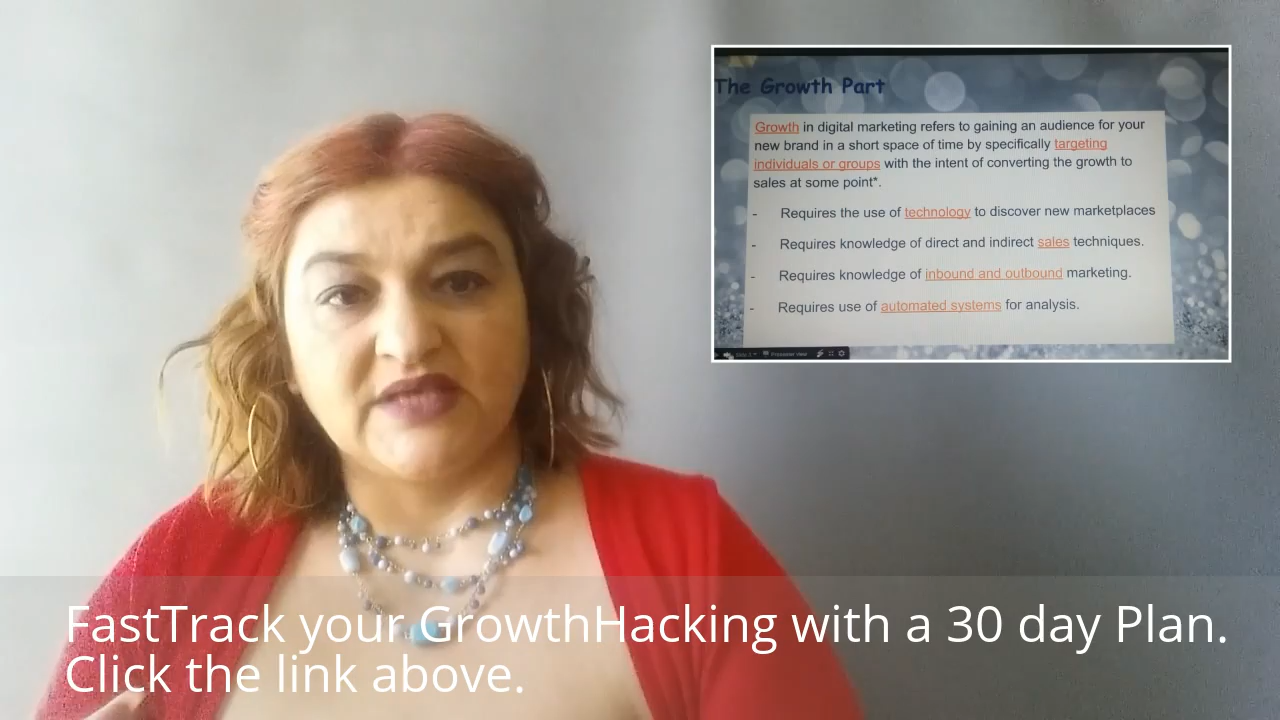 The Growth Part
Growth in digital marketing refers to gaining an audience for your
new brand in a short space of time by specifically targeting
individuals or groups with the intent of converting the growth to
sales at some point*.
- Requires the use of technology to discover new marketplaces
- Requires knowledge of direct and indirect sales techniques.
- Requires knowledge of inbound and outbound marketing.
- Requires use of automated systems for analysis.
FastTrack your GrowthHacking with a 30 day Plan.
Click the link above.